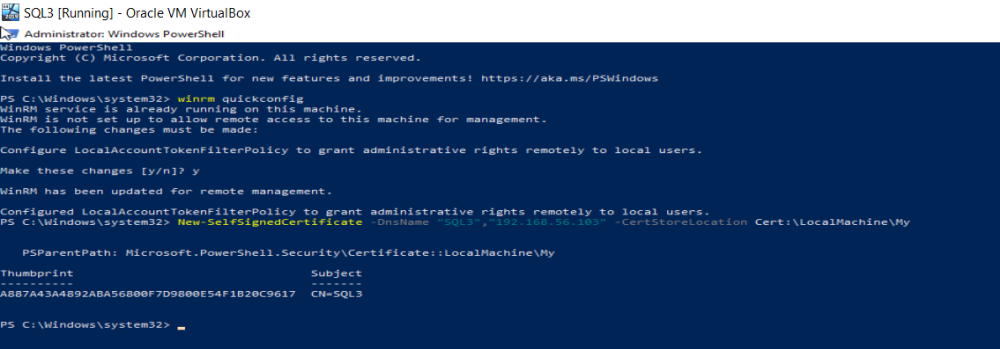 SQL3 [Running] - Oracle VM VirtualBox
Administrator: Windows PowerShell
Windows PowerShell
Copyright (C) Microsoft Corporation. All rights reserved.
Install the latest PowerShell for new features and improvements! https://aka.ms/PSWindows
PS C:\Windows\system32> winrm quickconfig
WinRM service is already running on this machine.
WinRM is not set up to allow remote access to this machine for management.
The following changes must be made:
Configure LocalAccountTokenFilterPolicy to grant administrative rights remotely to local users.
Make these changes [y/n]? y
WinRM has been updated for remote management.
Configured LocalAccountTokenFilterPolicy to grant administrative rights remotely to local users.
PS C:\Windows\system32> New-SelfSignedCertificate -DnsName "SQL3","192.168.56.103" -CertStoreLocation Cert:\LocalMachine\My
PSParentPath: Microsoft.PowerShell.Security\Certificate::LocalMachine\My
Thumbprint Subject
---------- -------
A887A43A4892ABA56800F7D9800E54F1B20C9617 CN=SQL3
PS C:\Windows\system32> _